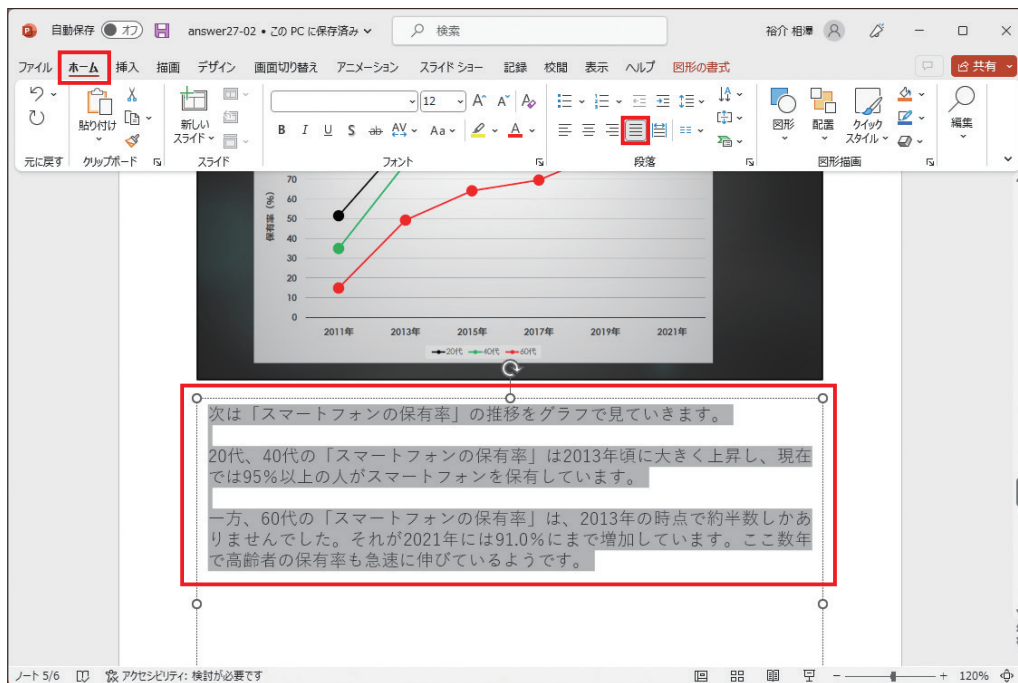 自動保存 オフ answer27-02 • この PC に保存済み 検索 裕介 相澤
ファイル ホーム 挿入 描画 デザイン 画面切り替え アニメーション スライド ショー 記録 校閲 表示 ヘルプ 図形の書式 共有
貼り付け 新しい スライド 12 A A A 図形 配置 クイック スタイル 編集
B I U S ab AV Aa A
元に戻す クリップボード スライド フォント 段落 図形描画
保有率 (%)
70
60
50
40
30
20
10
0
2011年 2013年 2015年 2017年 2019年 2021年
20代 40代 60代
次は「スマートフォンの保有率」の推移をグラフで見ていきます。
20代、40代の「スマートフォンの保有率」は2013年頃に大きく上昇し、現在
では95%以上の人がスマートフォンを保有しています。
一方、60代の「スマートフォンの保有率」は、2013年の時点で約半数しかあ
りませんでした。それが2021年には91.0%にまで増加しています。ここ数年
で高齢者の保有率も急速に伸びているようです。
ノート 5/6 アクセシビリティ: 検討が必要です 120%